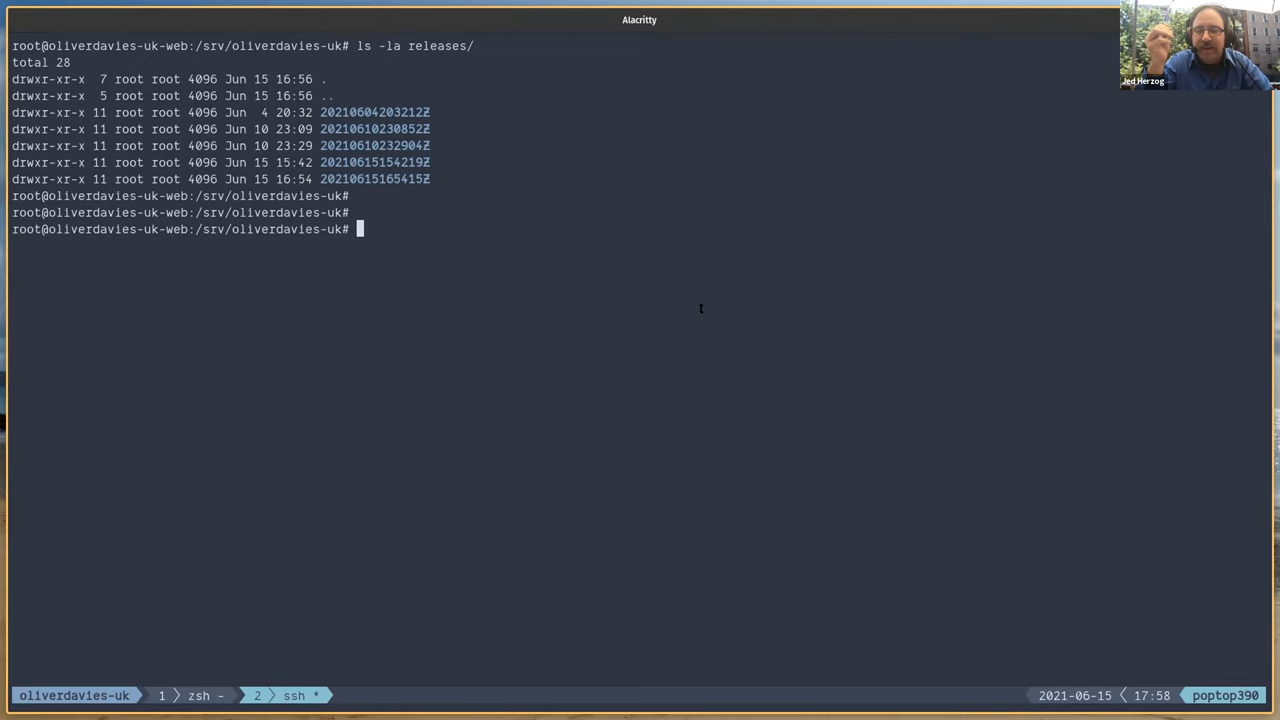 Alacritty
Jed Herzog
root@oliverdavies-uk-web:/srv/oliverdavies-uk# ls -la releases/
total 28
drwxr-xr-x  7 root root 4096 Jun 15 16:56 .
drwxr-xr-x  5 root root 4096 Jun 15 16:56 ..
drwxr-xr-x 11 root root 4096 Jun  4 20:32 20210604203212Z
drwxr-xr-x 11 root root 4096 Jun 10 23:09 20210610230852Z
drwxr-xr-x 11 root root 4096 Jun 10 23:29 20210610232904Z
drwxr-xr-x 11 root root 4096 Jun 15 15:42 20210615154219Z
drwxr-xr-x 11 root root 4096 Jun 15 16:54 20210615165415Z
root@oliverdavies-uk-web:/srv/oliverdavies-uk#
root@oliverdavies-uk-web:/srv/oliverdavies-uk#
root@oliverdavies-uk-web:/srv/oliverdavies-uk#
oliverdavies-uk 1 zsh - 2 ssh * 2021-06-15 17:58 poptop390